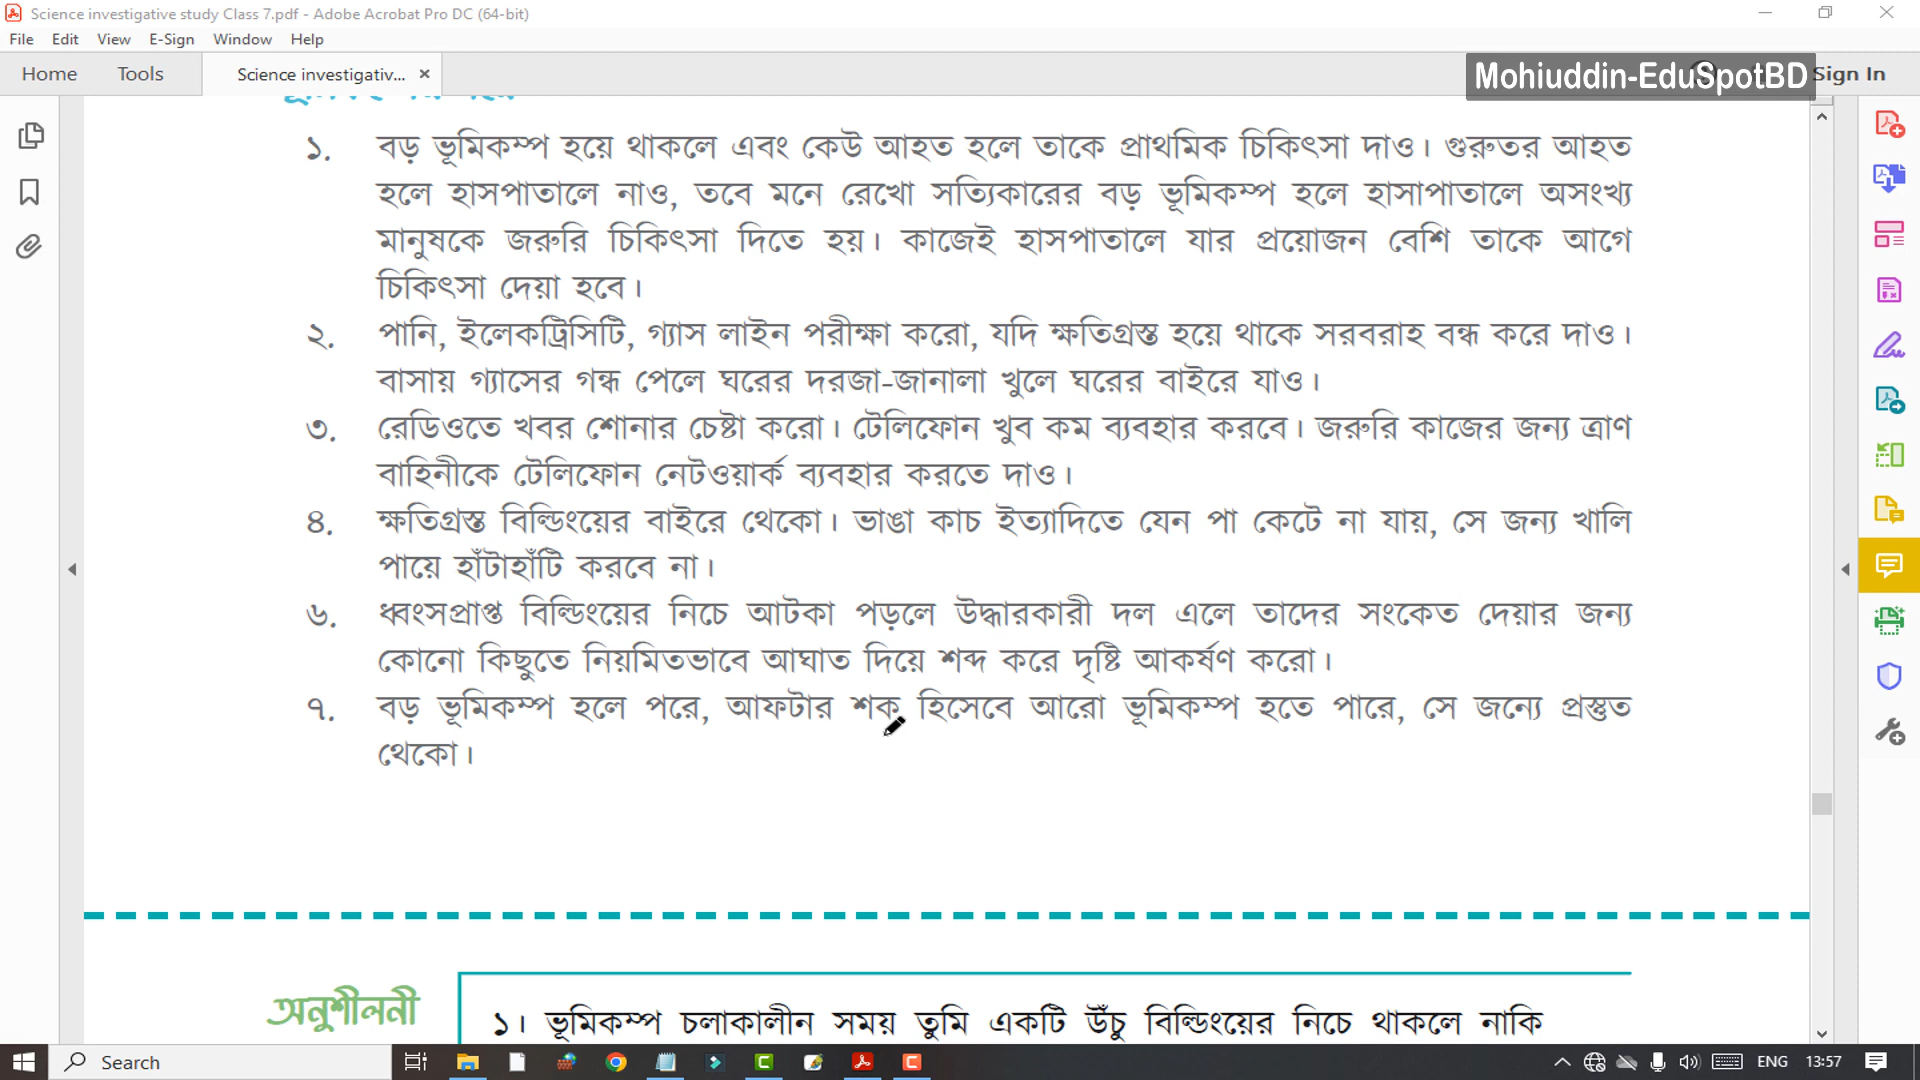 Science investigative study Class 7.pdf - Adobe Acrobat Pro DC (64-bit)
File Edit View E-Sign Window Help
Home Tools Science investigativ... × Sign In
Mohiuddin-EduSpotBD
১. বড় ভূমিকম্প হয়ে থাকলে এবং কেউ আহত হলে তাকে প্রাথমিক চিকিৎসা দাও। গুরুতর আহত
হলে হাসপাতালে নাও, তবে মনে রেখো সত্যিকারের বড় ভূমিকম্প হলে হাসাপাতালে অসংখ্য
মানুষকে জরুরি চিকিৎসা দিতে হয়। কাজেই হাসপাতালে যার প্রয়োজন বেশি তাকে আগে
চিকিৎসা দেয়া হবে।
২. পানি, ইলেকট্রিসিটি, গ্যাস লাইন পরীক্ষা করো, যদি ক্ষতিগ্রস্ত হয়ে থাকে সরবরাহ বন্ধ করে দাও।
বাসায় গ্যাসের গন্ধ পেলে ঘরের দরজা-জানালা খুলে ঘরের বাইরে যাও।
৩. রেডিওতে খবর শোনার চেষ্টা করো। টেলিফোন খুব কম ব্যবহার করবে। জরুরি কাজের জন্য ত্রাণ
বাহিনীকে টেলিফোন নেটওয়ার্ক ব্যবহার করতে দাও।
৪. ক্ষতিগ্রস্ত বিল্ডিংয়ের বাইরে থেকো। ভাঙা কাচ ইত্যাদিতে যেন পা কেটে না যায়, সে জন্য খালি
পায়ে হাঁটাহাঁটি করবে না।
৬. ধ্বংসপ্রাপ্ত বিল্ডিংয়ের নিচে আটকা পড়লে উদ্ধারকারী দল এলে তাদের সংকেত দেয়ার জন্য
কোনো কিছুতে নিয়মিতভাবে আঘাত দিয়ে শব্দ করে দৃষ্টি আকর্ষণ করো।
৭. বড় ভূমিকম্প হলে পরে, আফটার শক হিসেবে আরো ভূমিকম্প হতে পারে, সে জন্যে প্রস্তুত
থেকো।
অনুশীলনী
১। ভূমিকম্প চলাকালীন সময় তুমি একটি উঁচু বিল্ডিংয়ের নিচে থাকলে নাকি
Search ENG 13:57